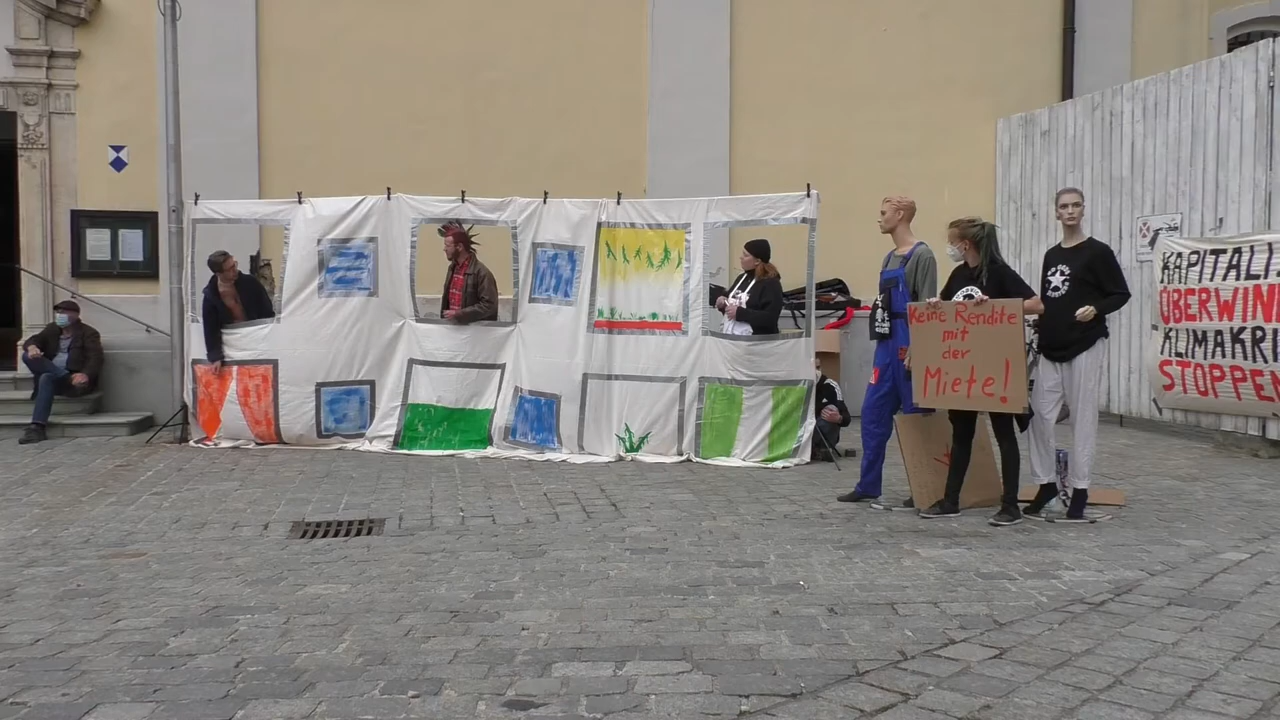 Keine Rendite
mit
der
Miete!
KAPITALI
ÜBERWIN
KLIMAKRI
STOPPEN